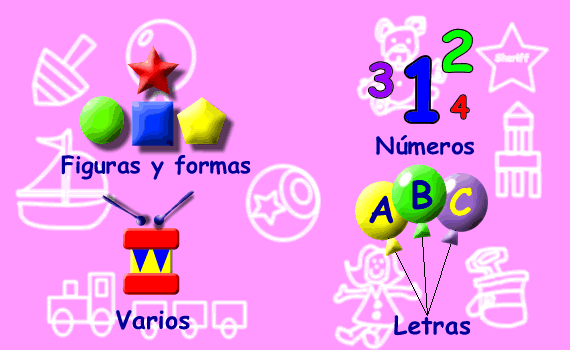 Sheriff
2
3 1
4
Figuras y formas
Números
A B C
Varios
Letras